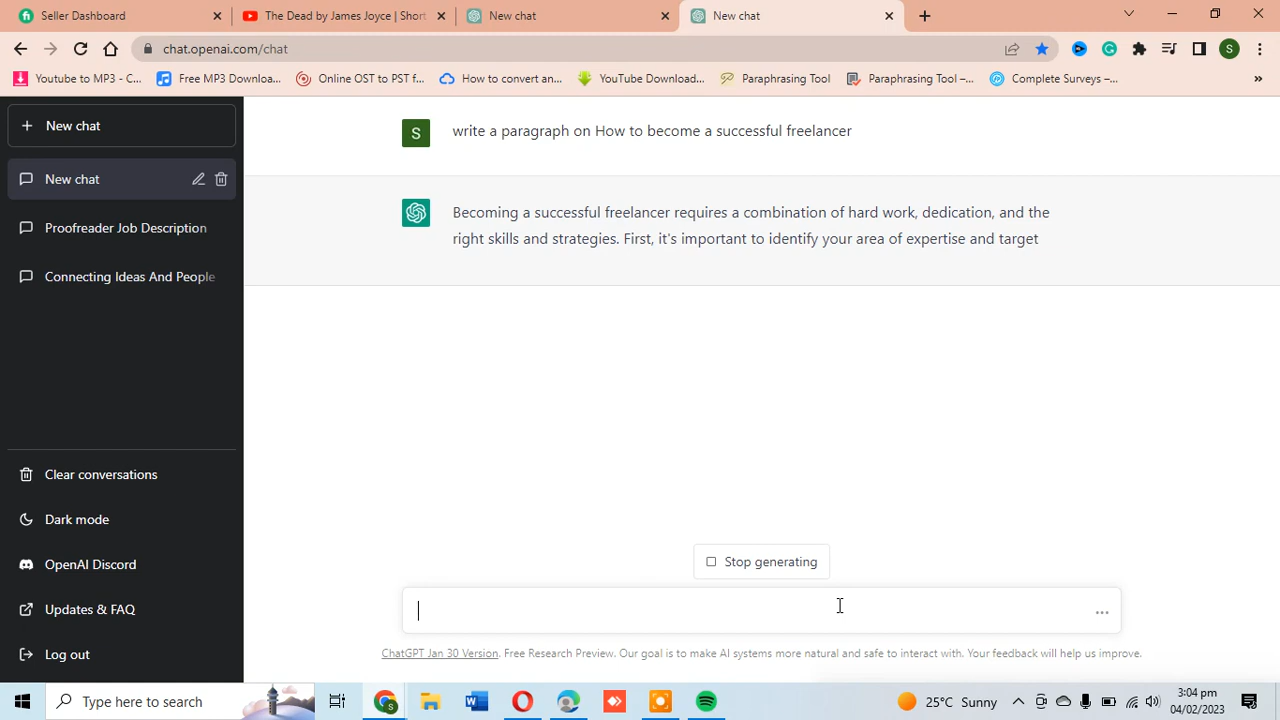 Seller Dashboard
The Dead by James Joyce | Short
New chat
New chat
chat.openai.com/chat
S
Youtube to MP3 - C...
Free MP3 Downloa...
Online OST to PST f...
How to convert an...
YouTube Download...
Paraphrasing Tool
Paraphrasing Tool –...
Complete Surveys –...
»
+ New chat
New chat
Proofreader Job Description
Connecting Ideas And People
Clear conversations
Dark mode
OpenAI Discord
Updates & FAQ
Log out
S
write a paragraph on How to become a successful freelancer
Becoming a successful freelancer requires a combination of hard work, dedication, and the
right skills and strategies. First, it's important to identify your area of expertise and target
Stop generating
ChatGPT Jan 30 Version. Free Research Preview. Our goal is to make AI systems more natural and safe to interact with. Your feedback will help us improve.
Type here to search
25°C Sunny
3:04 pm
04/02/2023